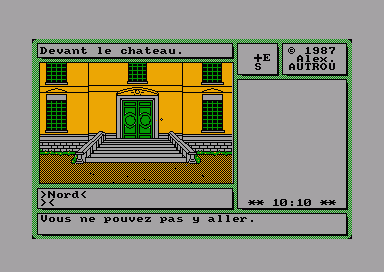 Devant le chateau.
+E
S
© 1987
Alex.
AUTROU
>Nord<
><
** 10:10 **
Vous ne pouvez pas y aller.